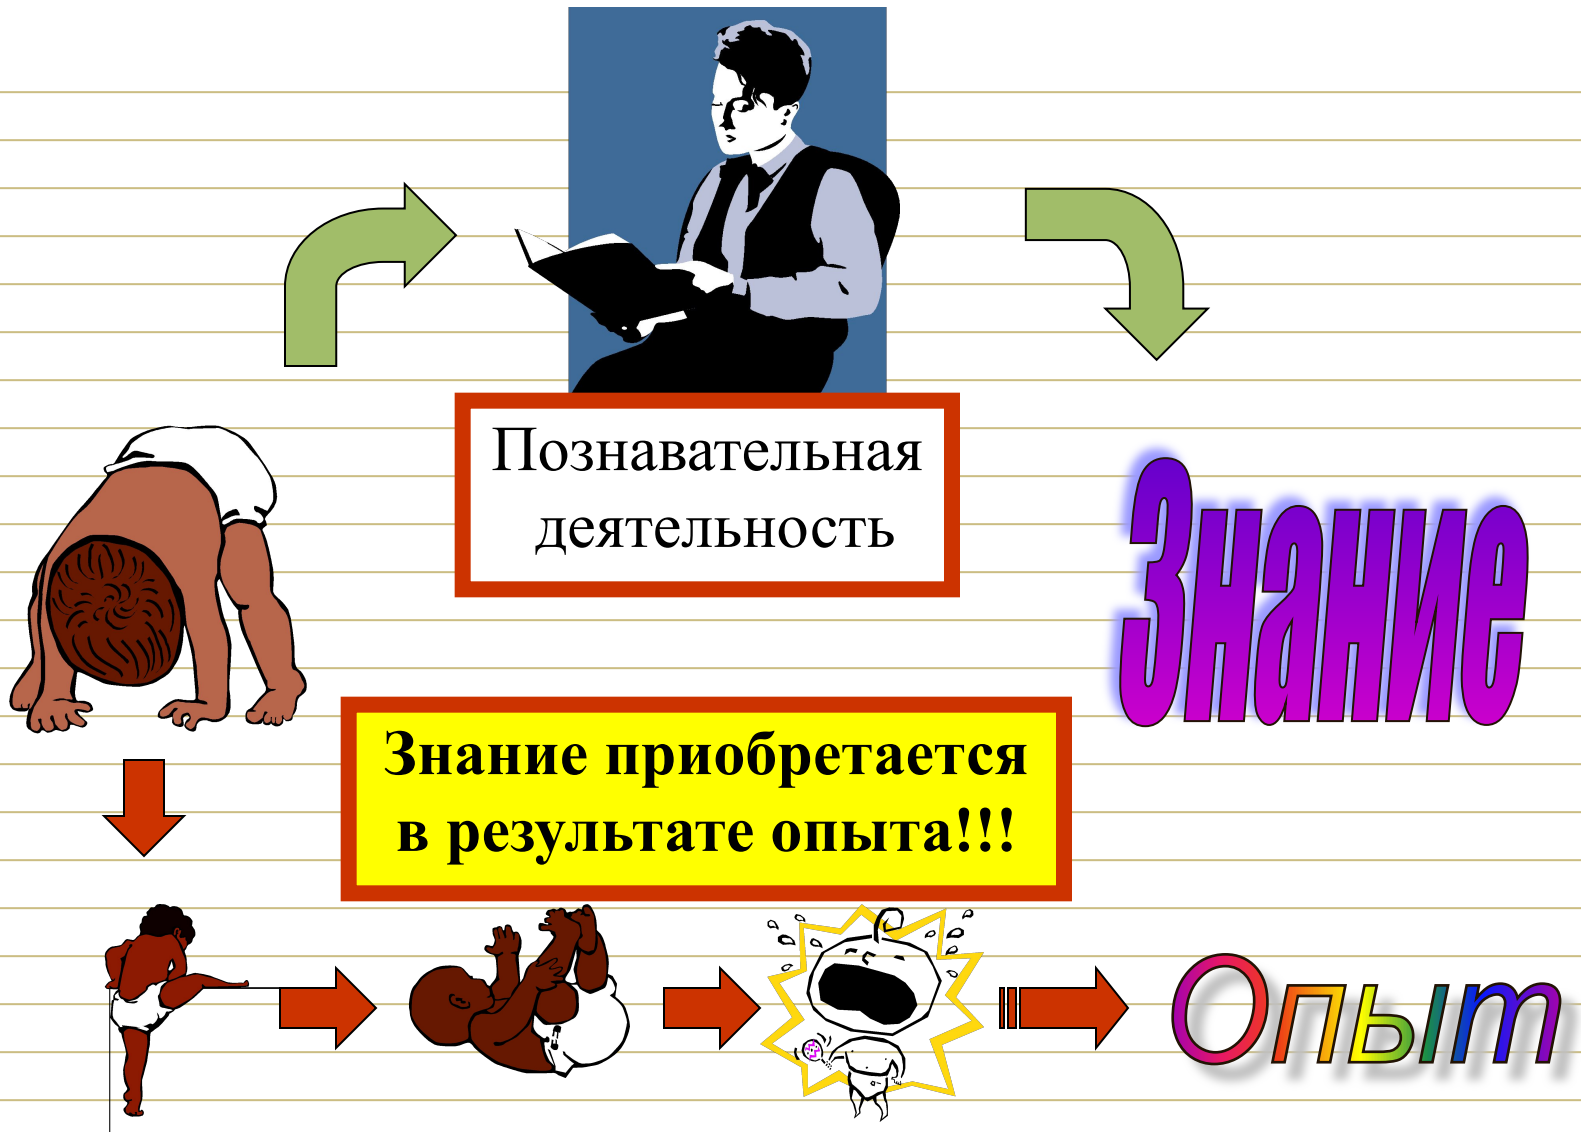 Познавательная
деятельность
Знание
Знание приобретается
в результате опыта!!!
Опыт